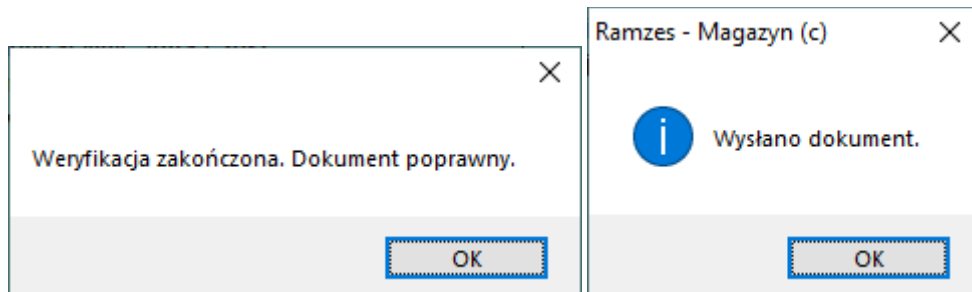 Weryfikacja zakończona. Dokument poprawny.
OK
Ramzes - Magazyn (c)
Wysłano dokument.
OK